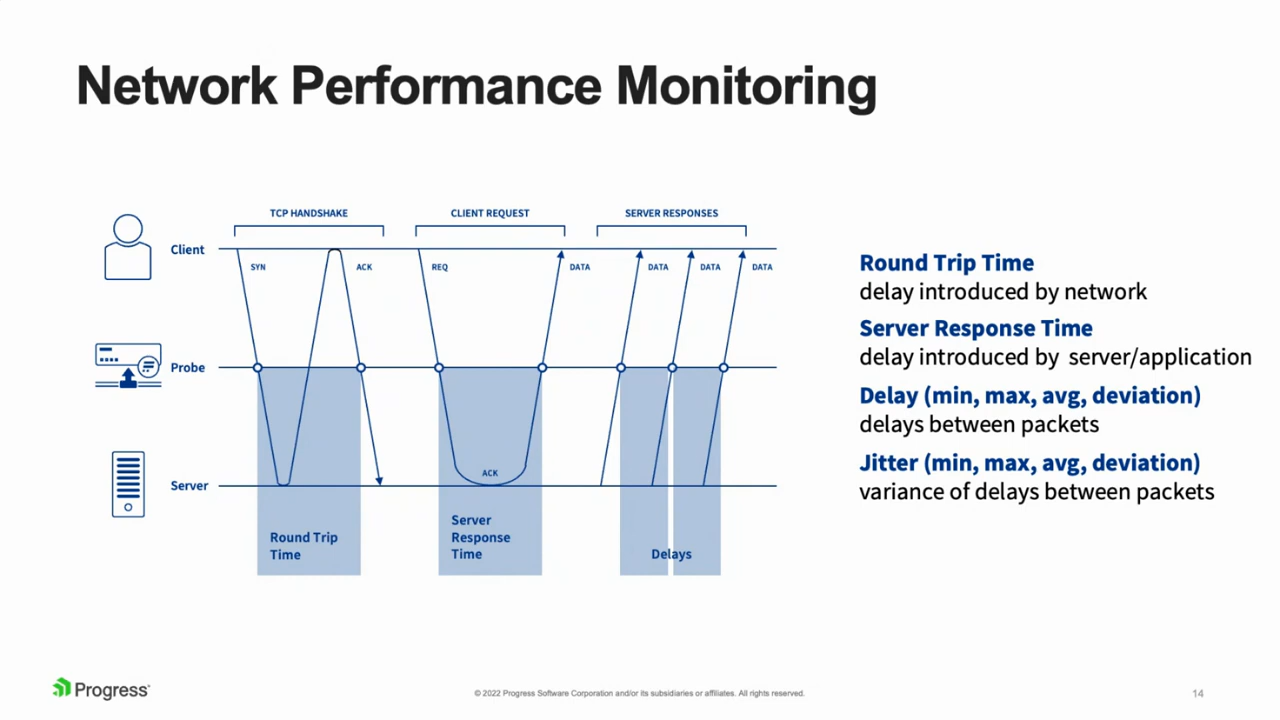 Network Performance Monitoring
TCP HANDSHAKE
CLIENT REQUEST
SERVER RESPONSES
Client
SYN
ACK
REQ
DATA
DATA
DATA
DATA
Probe
Server
ACK
Round Trip
Time
Server
Response
Time
Delays
Round Trip Time
delay introduced by network
Server Response Time
delay introduced by server/application
Delay (min, max, avg, deviation)
delays between packets
Jitter (min, max, avg, deviation)
variance of delays between packets
Progress
© 2022 Progress Software Corporation and/or its subsidiaries or affiliates. All rights reserved.
14